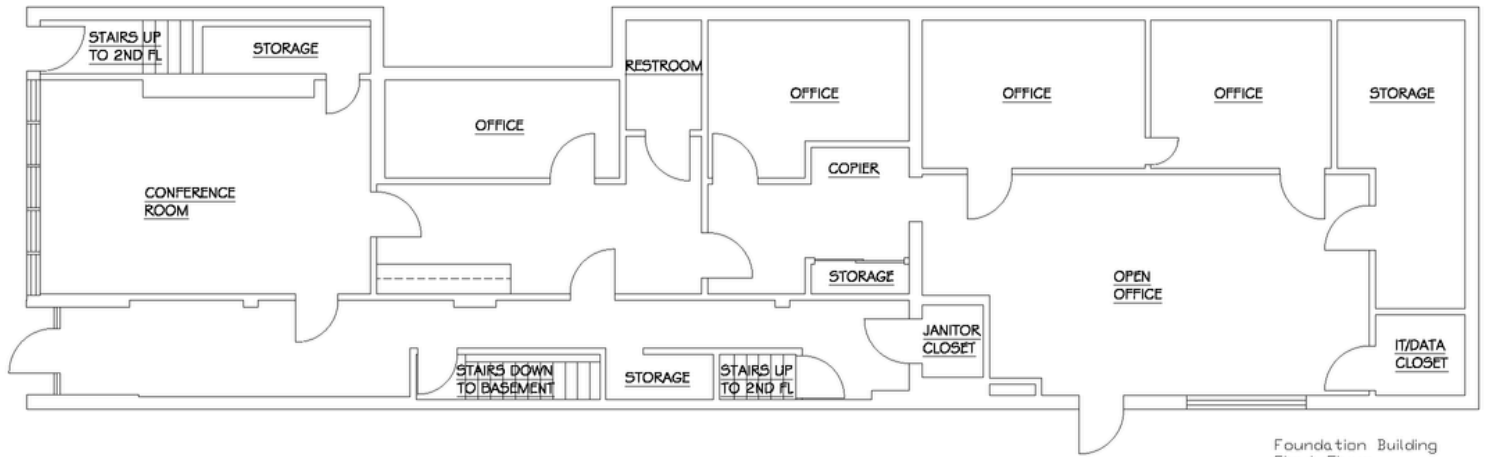 STAIRS UP
TO 2ND FL
STORAGE
RESTROOM
OFFICE
OFFICE
OFFICE
OFFICE
STORAGE
CONFERENCE
ROOM
COPIER
STORAGE
OPEN
OFFICE
JANITOR
CLOSET
IT/DATA
CLOSET
STAIRS DOWN
TO BASEMENT
STORAGE
STAIRS UP
TO 2ND FL
Foundation Building